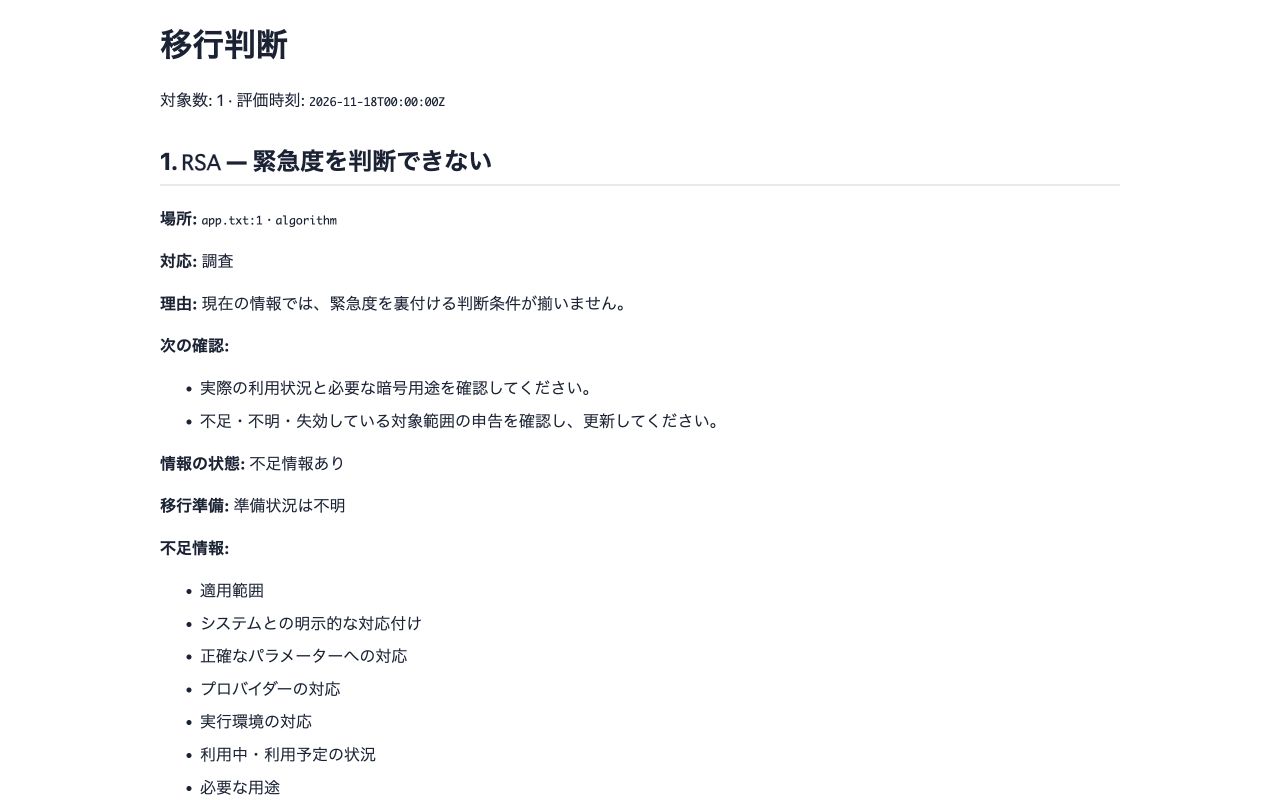 移行判断
対象数: 1 · 評価時刻: 2026-11-18T00:00:00Z
1. RSA — 緊急度を判断できない
場所: app.txt:1 · algorithm
対応: 調査
理由: 現在の情報では、緊急度を裏付ける判断条件が揃いません。
次の確認:
• 実際の利用状況と必要な暗号用途を確認してください。
• 不足・不明・失効している対象範囲の申告を確認し、更新してください。
情報の状態: 不足情報あり
移行準備: 準備状況は不明
不足情報:
• 適用範囲
• システムとの明示的な対応付け
• 正確なパラメーターへの対応
• プロバイダーの対応
• 実行環境の対応
• 利用中・利用予定の状況
• 必要な用途